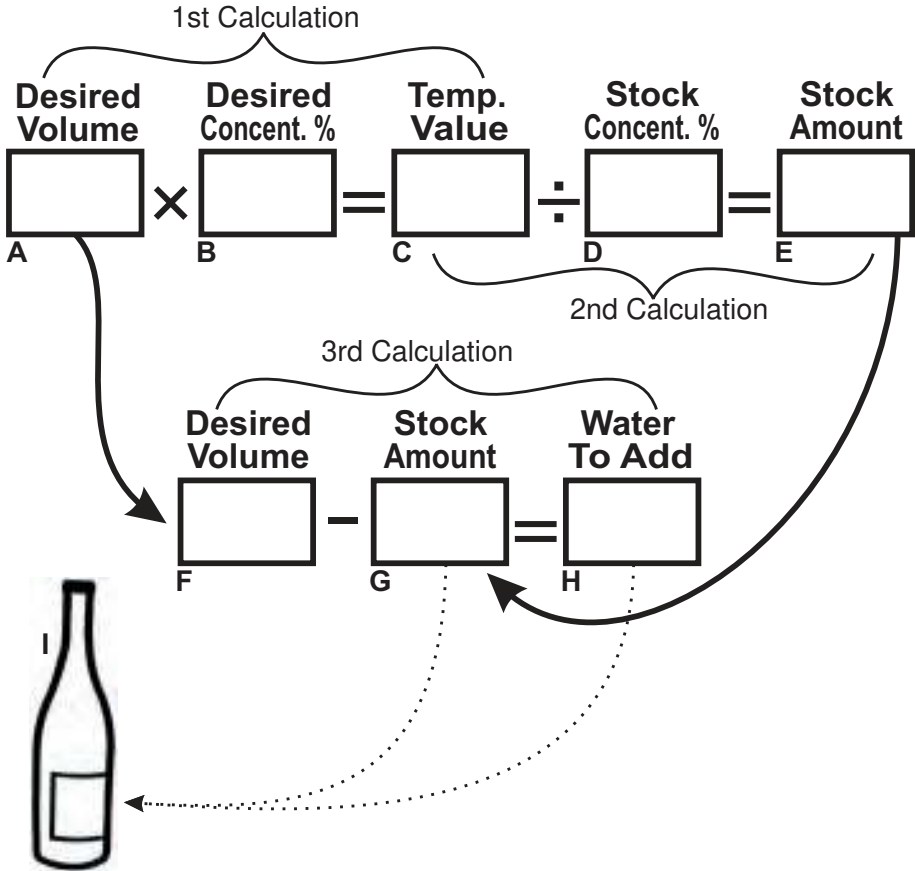 1st Calculation
Desired
Volume
Desired
Concent. %
Temp.
Value
Stock
Concent. %
Stock
Amount
×
=
÷
=
A
B
C
D
E
2nd Calculation
3rd Calculation
Desired
Volume
Stock
Amount
Water
To Add
–
=
F
G
H
I